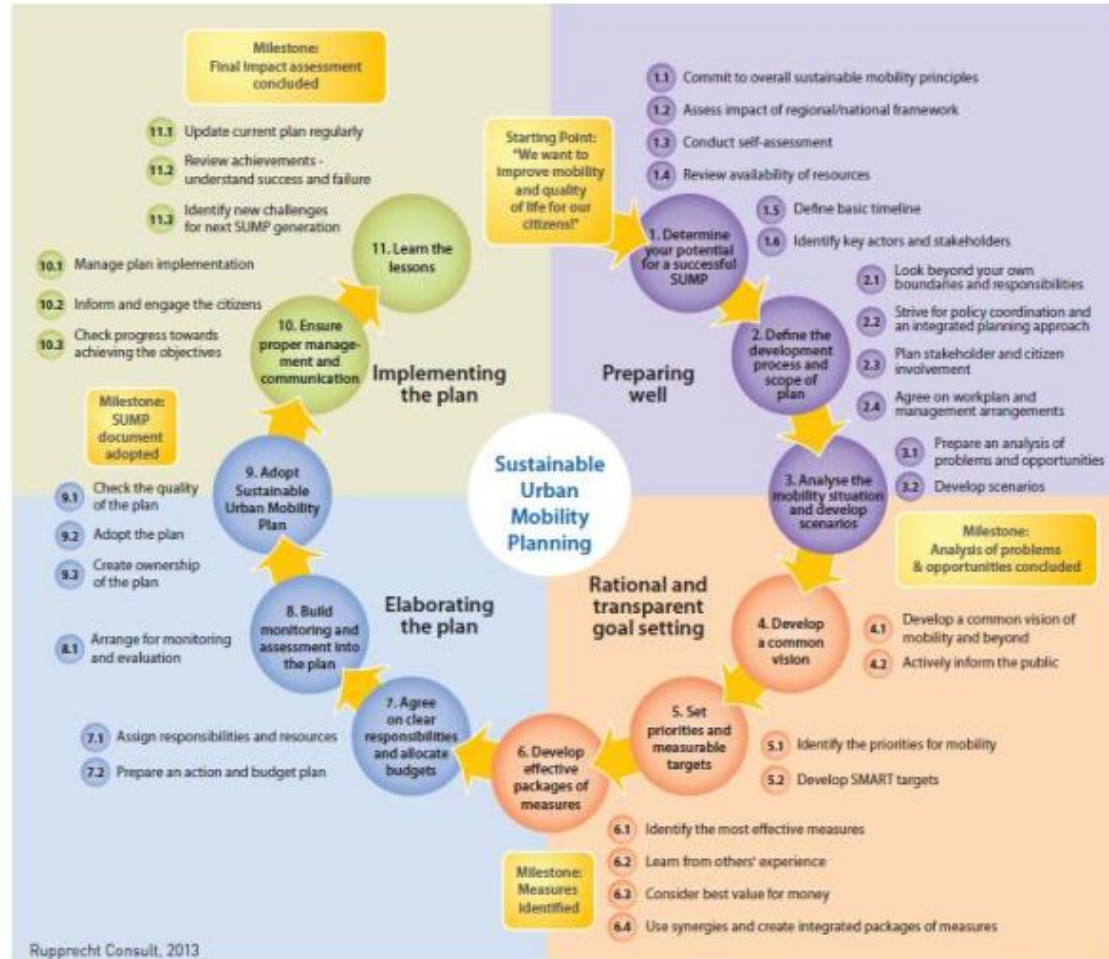 Milestone:
Final impact assessment
concluded
11.1 Update current plan regularly
11.2 Review achievements -
understand success and failure
11.3 Identify new challenges
for next SUMP generation
11. Learn the
lessons
10.1 Manage plan implementation
10.2 Inform and engage the citizens
10.3 Check progress towards
achieving the objectives
10. Ensure
proper manage-
ment and
communication
Implementing
the plan
Starting Point:
"We want to
improve mobility
and quality
of life for our
citizens!"
1.1 Commit to overall sustainable mobility principles
1.2 Assess impact of regional/national framework
1.3 Conduct self-assessment
1.4 Review availability of resources
1.5 Define basic timeline
1.6 Identify key actors and stakeholders
1. Determine
your potential
for a successful
SUMP
2.1 Look beyond your own
boundaries and responsibilities
2.2 Strive for policy coordination and
an integrated planning approach
2.3 Plan stakeholder and citizen
involvement
2.4 Agree on workplan and
management arrangements
2. Define the
development
process and
scope of
plan
Preparing
well
3.1 Prepare an analysis of
problems and opportunities
3.2 Develop scenarios
3. Analyse the
mobility situation
and develop
scenarios
Milestone:
Analysis of problems
& opportunities concluded
Sustainable
Urban
Mobility
Planning
Rational and
transparent
goal setting
4. Develop
a common
vision
4.1 Develop a common vision of
mobility and beyond
4.2 Actively inform the public
5. Set
priorities and
measurable
targets
5.1 Identify the priorities for mobility
5.2 Develop SMART targets
6. Develop
effective
packages of
measures
6.1 Identify the most effective measures
6.2 Learn from others' experience
6.3 Consider best value for money
6.4 Use synergies and create integrated packages of measures
Milestone:
Measures
identified
Elaborating
the plan
7. Agree
on clear
responsibilities
and allocate
budgets
7.1 Assign responsibilities and resources
7.2 Prepare an action and budget plan
8. Build
monitoring and
assessment into
the plan
8.1 Arrange for monitoring
and evaluation
9. Adopt
Sustainable
Urban Mobility
Plan
9.1 Check the quality
of the plan
9.2 Adopt the plan
9.3 Create ownership
of the plan
Milestone:
SUMP
document
adopted
Rupprecht Consult, 2013